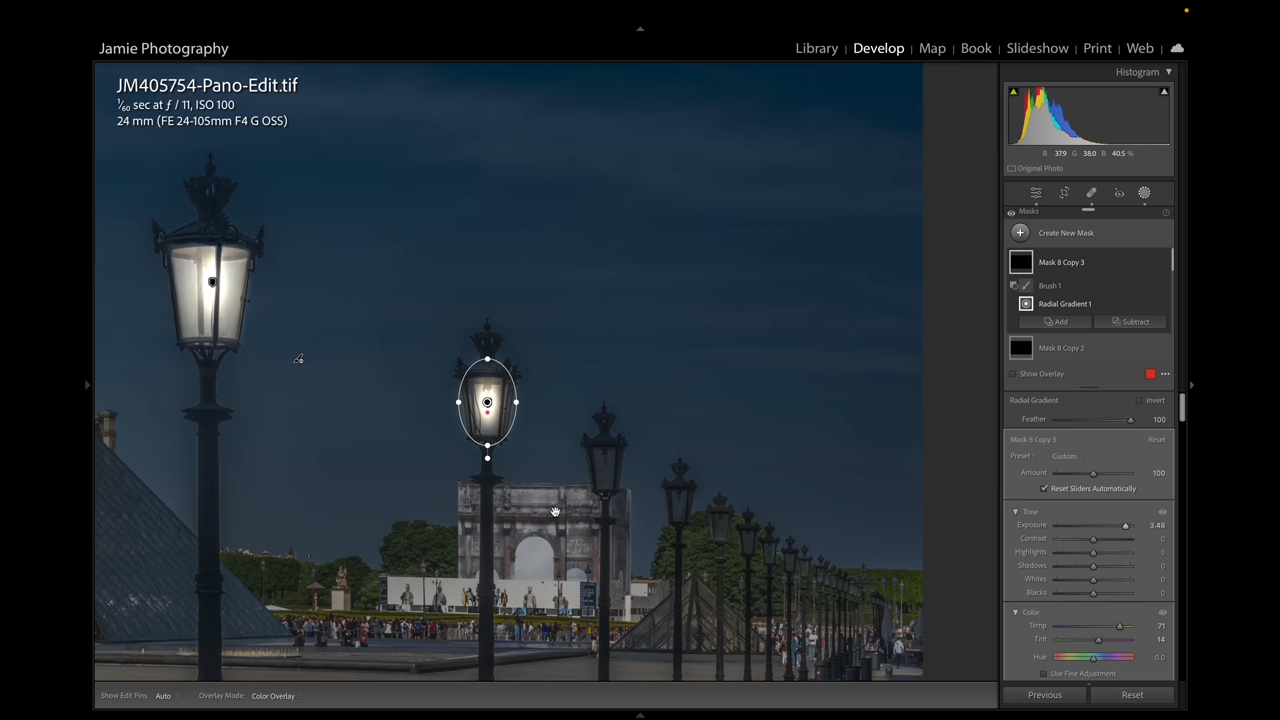 Jamie Photography
Library | Develop | Map | Book | Slideshow | Print | Web
JM405754-Pano-Edit.tif
1/60 sec at ƒ / 11, ISO 100
24 mm (FE 24-105mm F4 G OSS)
Histogram
R 37.9 G 38.0 B 40.5 %
Original Photo
Masks
Create New Mask
Mask 8 Copy 3
Brush 1
Radial Gradient 1
Add Subtract
Mask 8 Copy 2
Show Overlay
Radial Gradient Invert
Feather 100
Mask 8 Copy 3 Reset
Preset : Custom
Amount 100
Reset Sliders Automatically
Tone
Exposure 3.48
Contrast 0
Highlights 0
Shadows 0
Whites 0
Blacks 0
Color
Temp 71
Tint 14
Hue 0.0
Use Fine Adjustment
Show Edit Pins: Auto Overlay Mode: Color Overlay
Previous Reset